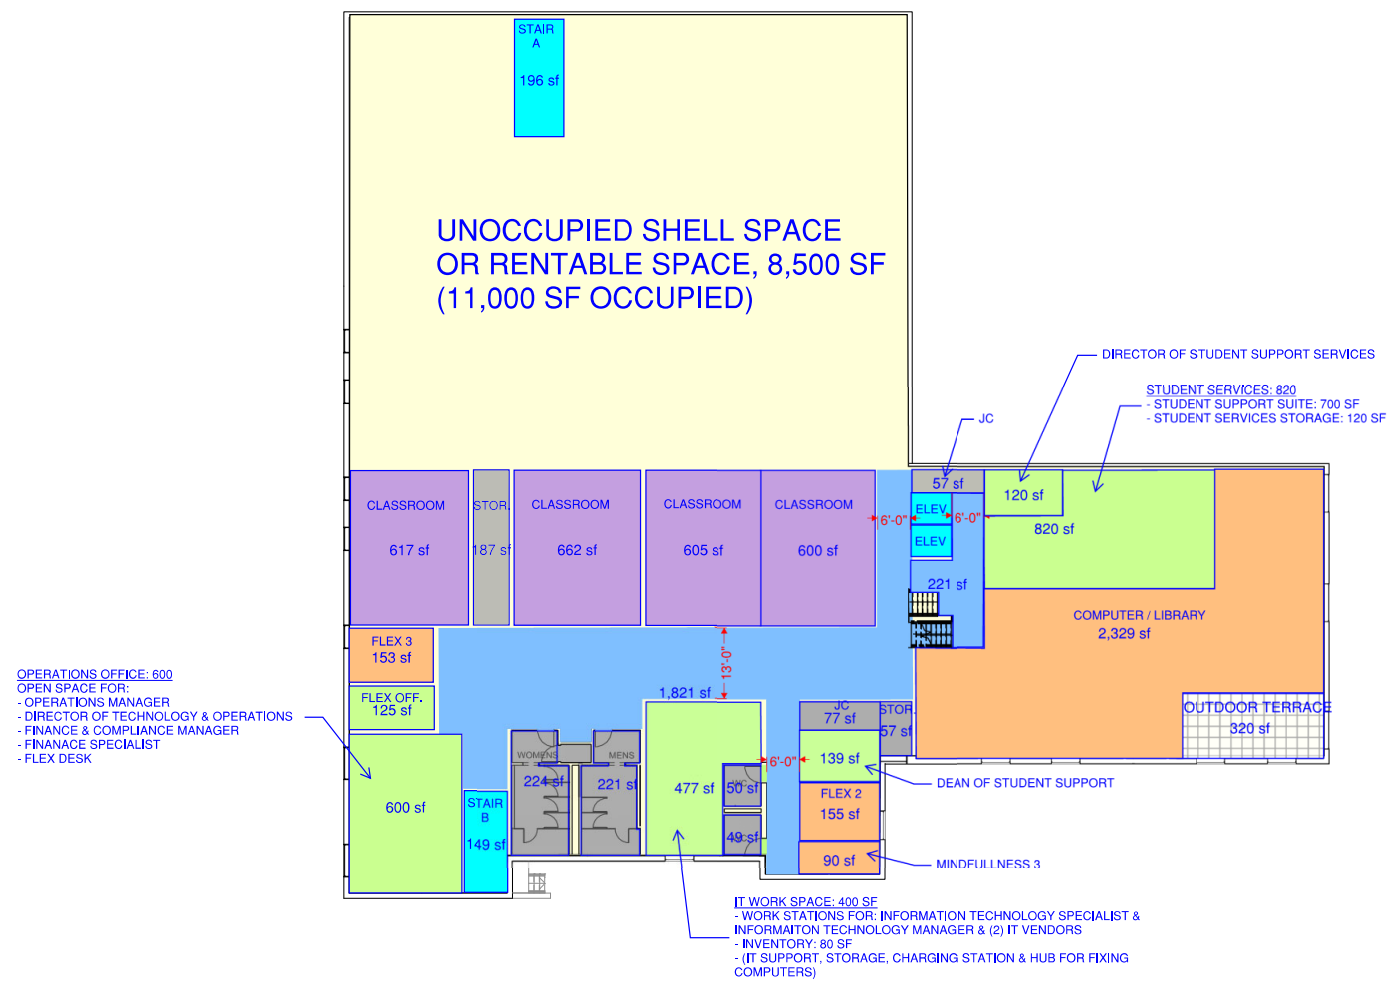 STAIR
A
196 sf
UNOCCUPIED SHELL SPACE
OR RENTABLE SPACE, 8,500 SF
(11,000 SF OCCUPIED)
DIRECTOR OF STUDENT SUPPORT SERVICES
STUDENT SERVICES: 820
- STUDENT SUPPORT SUITE: 700 SF
- STUDENT SERVICES STORAGE: 120 SF
JC
57 sf
120 sf
820 sf
CLASSROOM
617 sf
STOR.
187 sf
CLASSROOM
662 sf
CLASSROOM
605 sf
CLASSROOM
600 sf
6'-0"
ELEV
6'-0"
ELEV
221 sf
COMPUTER / LIBRARY
2,329 sf
FLEX 3
153 sf
13'-0"
1,821 sf
FLEX OFF.
125 sf
OPERATIONS OFFICE: 600
OPEN SPACE FOR:
- OPERATIONS MANAGER
- DIRECTOR OF TECHNOLOGY & OPERATIONS
- FINANCE & COMPLIANCE MANAGER
- FINANACE SPECIALIST
- FLEX DESK
JC
77 sf
STOR.
57 sf
OUTDOOR TERRACE
320 sf
WOMENS
224 sf
MENS
221 sf
6'-0"
139 sf
DEAN OF STUDENT SUPPORT
477 sf
WC
50 sf
FLEX 2
155 sf
600 sf
STAIR
B
149 sf
49 sf
90 sf
MINDFULLNESS 3
IT WORK SPACE: 400 SF
- WORK STATIONS FOR: INFORMATION TECHNOLOGY SPECIALIST &
INFORMAITON TECHNOLOGY MANAGER & (2) IT VENDORS
- INVENTORY: 80 SF
- (IT SUPPORT, STORAGE, CHARGING STATION & HUB FOR FIXING
COMPUTERS)